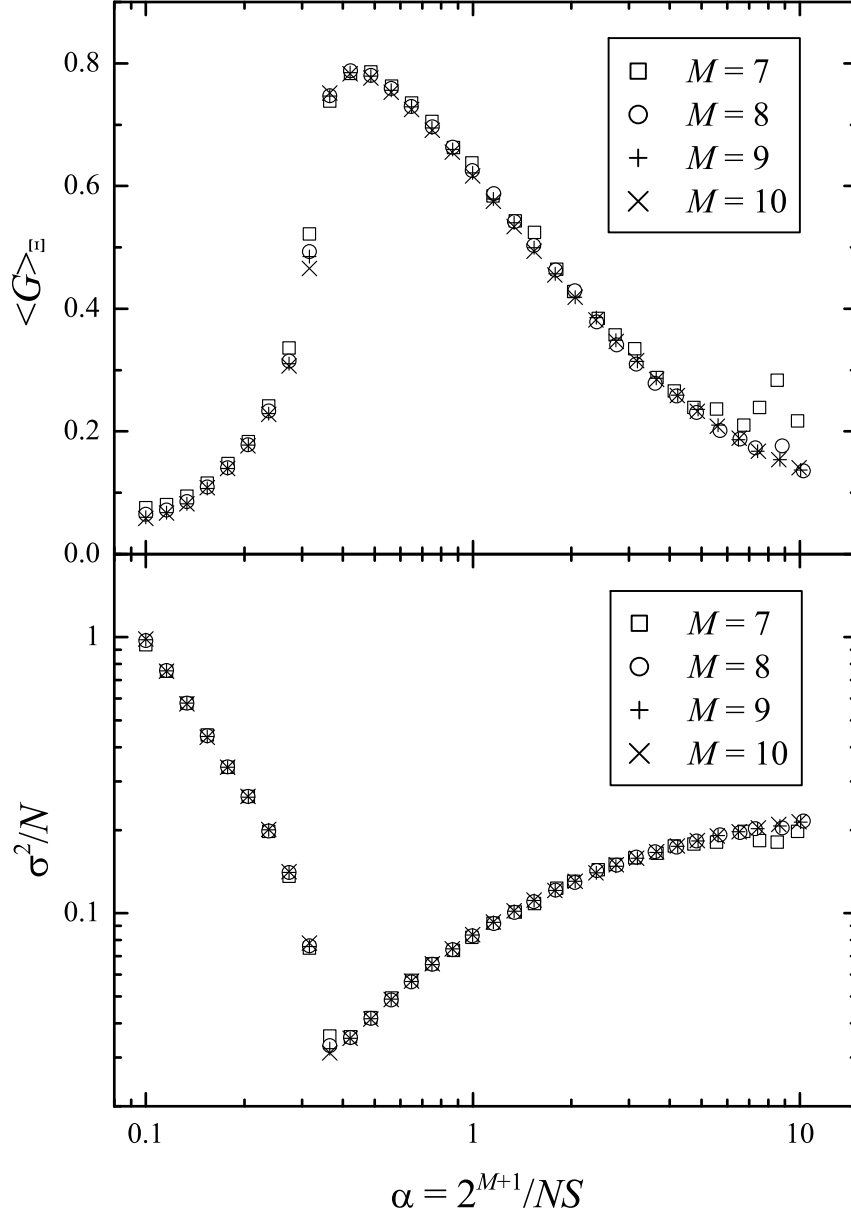 0.8
0.6
0.4
0.2
0.0
<G>Ξ
□ M = 7
○ M = 8
+ M = 9
× M = 10
1
0.1
σ²/N
□ M = 7
○ M = 8
+ M = 9
× M = 10
0.1 1 10
α = 2^{M+1}/NS